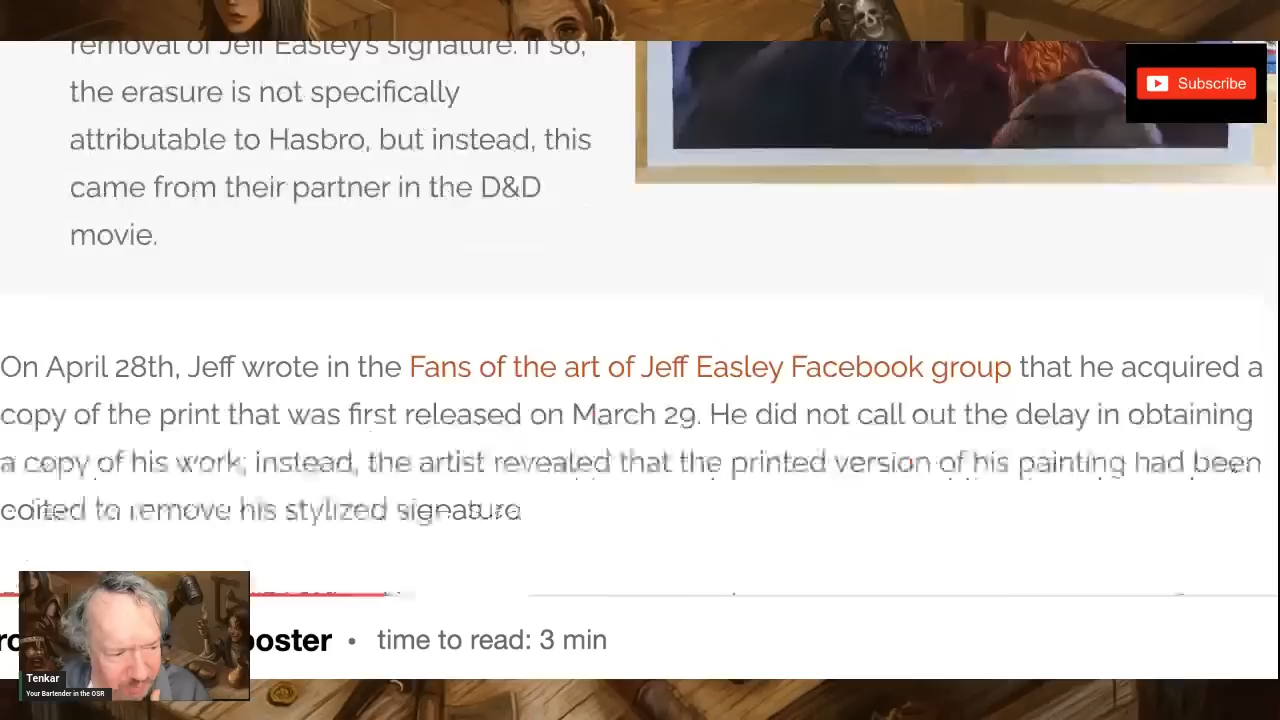 removal of Jeff Easley's signature. If so,
the erasure is not specifically
attributable to Hasbro, but instead, this
came from their partner in the D&D
movie.
Subscribe
On April 28th, Jeff wrote in the Fans of the art of Jeff Easley Facebook group that he acquired a
copy of the print that was first released on March 29. He did not call out the delay in obtaining
a copy of his work, instead, the artist revealed that the printed version of his painting had been
edited to remove his stylized signature.
poster • time to read: 3 min
Tenkar
Your Bartender in the OSR